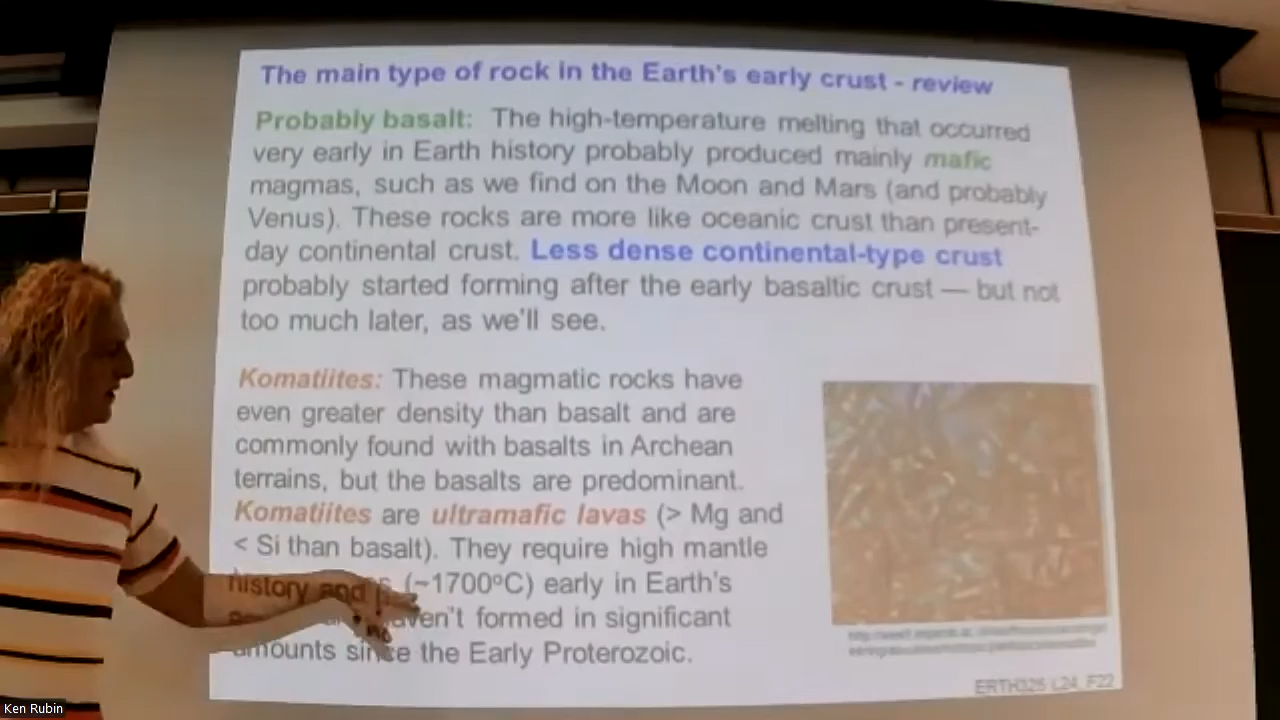 The main type of rock in the Earth's early crust - review
Probably basalt: The high-temperature melting that occurred
very early in Earth history probably produced mainly mafic
magmas, such as we find on the Moon and Mars (and probably
Venus). These rocks are more like oceanic crust than present-
day continental crust. Less dense continental-type crust
probably started forming after the early basaltic crust — but not
too much later, as we'll see.
Komatiites: These magmatic rocks have
even greater density than basalt and are
commonly found with basalts in Archean
terrains, but the basalts are predominant.
Komatiites are ultramafic lavas (> Mg and
< Si than basalt). They require high mantle
history and (~1700°C) early in Earth's
formed in significant
amounts since the Early Proterozoic.
ERTH325 L24, F22
Ken Rubin